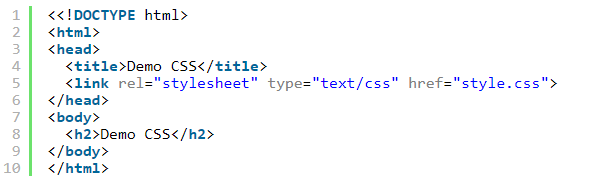 1 <<!DOCTYPE html>
2 <html>
3 <head>
4   <title>Demo CSS</title>
5   <link rel="stylesheet" type="text/css" href="style.css">
6 </head>
7 <body>
8   <h2>Demo CSS</h2>
9 </body>
10 </html>